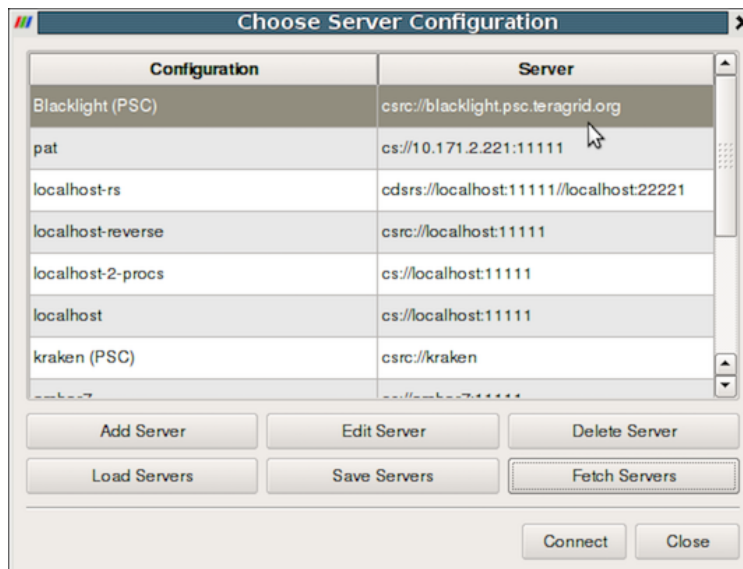 Choose Server Configuration
Configuration Server
Blacklight (PSC) csrc://blacklight.psc.teragrid.org
pat cs://10.171.2.221:11111
localhost-rs cdsrs://localhost:11111//localhost:22221
localhost-reverse csrc://localhost:11111
localhost-2-procs cs://localhost:11111
localhost cs://localhost:11111
kraken (PSC) csrc://kraken
Add Server Edit Server Delete Server
Load Servers Save Servers Fetch Servers
Connect Close